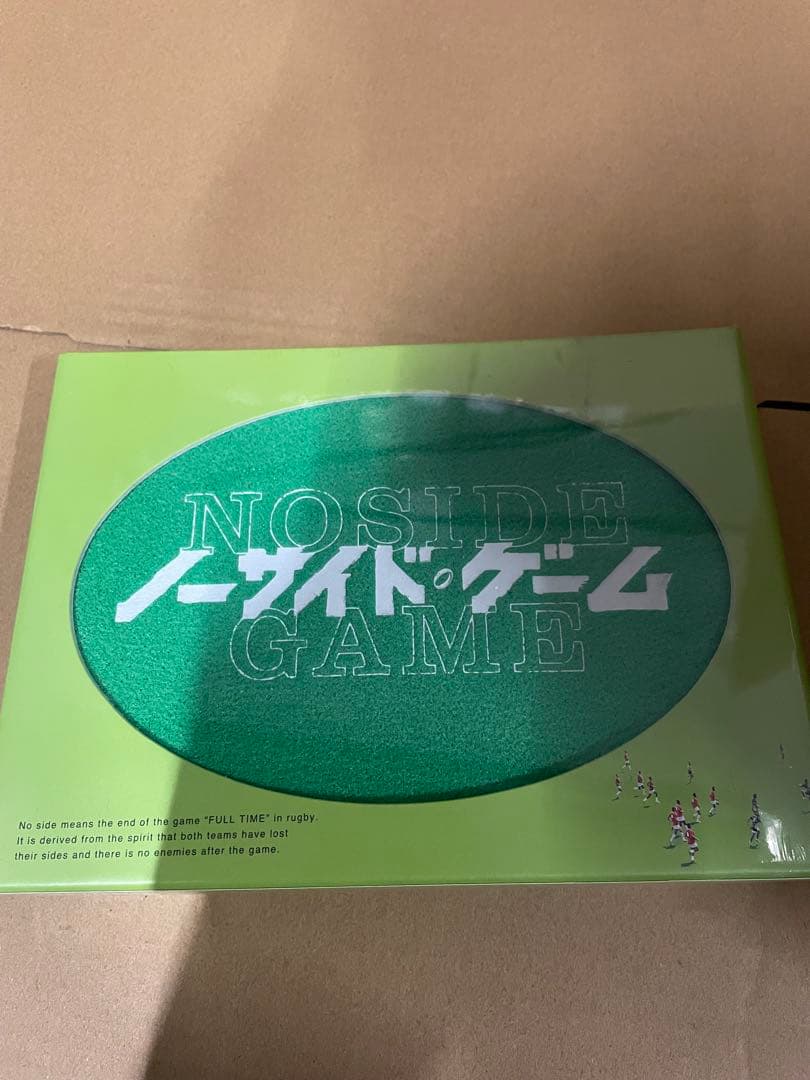 NOSIDE
ノーサイド・ゲーム
GAME
No side means the end of the game "FULL TIME" in rugby.
It is derived from the spirit that both teams have lost
their sides and there is no enemies after the game.